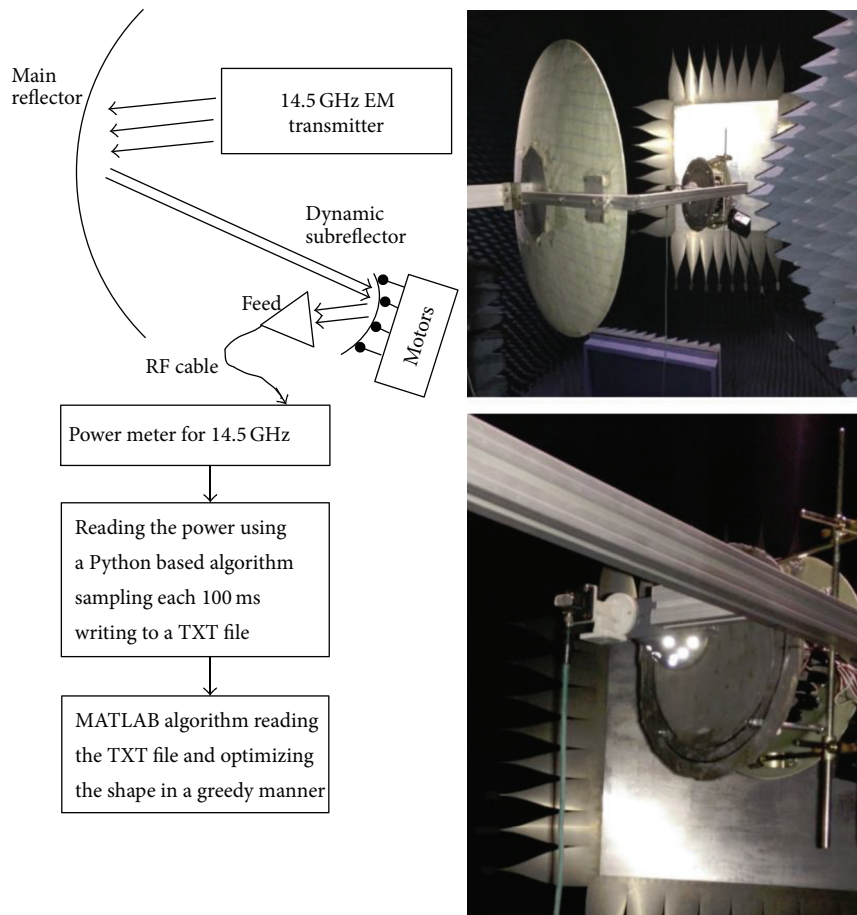 Main
reflector
14.5 GHz EM
transmitter
Dynamic
subreflector
Feed
Motors
RF cable
Power meter for 14.5 GHz
Reading the power using
a Python based algorithm
sampling each 100 ms
writing to a TXT file
MATLAB algorithm reading
the TXT file and optimizing
the shape in a greedy manner